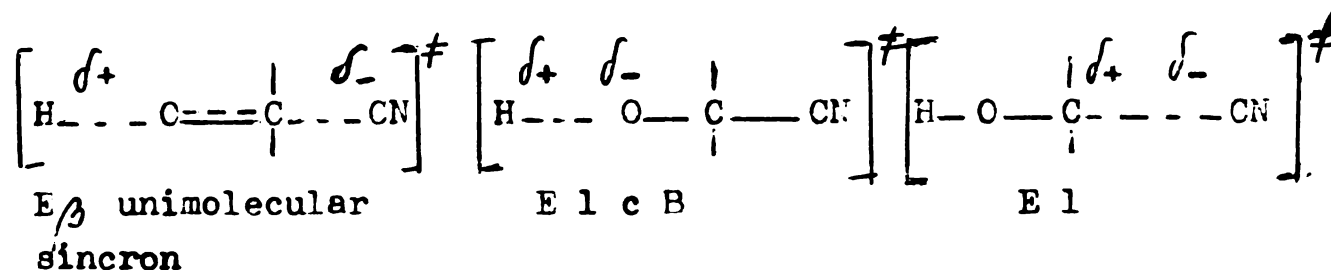 [ δ+ δ- ]≠ [ δ+ δ- ]≠ [ δ+ δ- ]≠
H---C===C---CN H---O—C—CN H—O—C----CN
Eβ unimolecular E 1 c B E 1
sincron